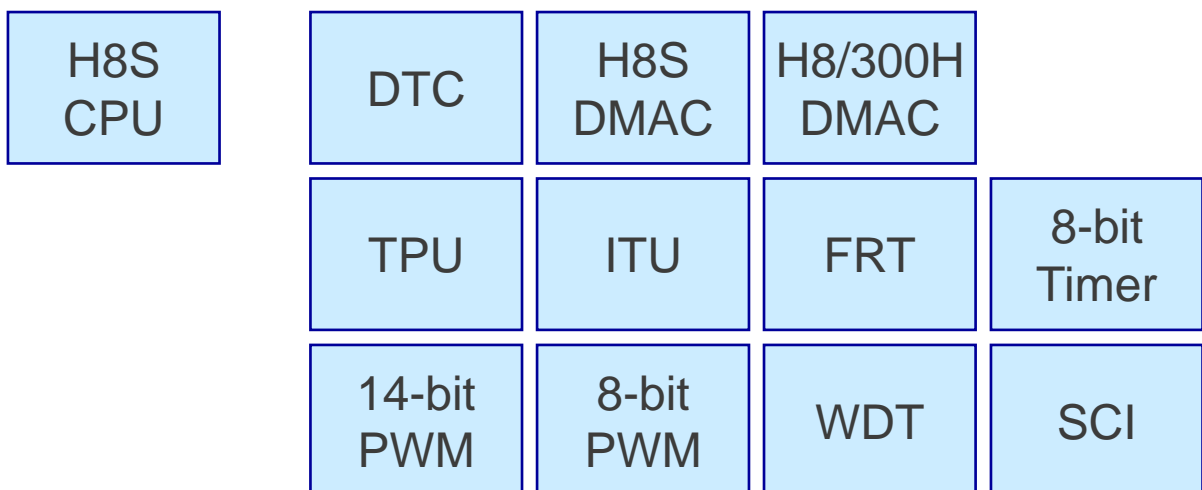 H8S
CPU
DTC
H8S
DMAC
H8/300H
DMAC
TPU
ITU
FRT
8-bit
Timer
14-bit
PWM
8-bit
PWM
WDT
SCI